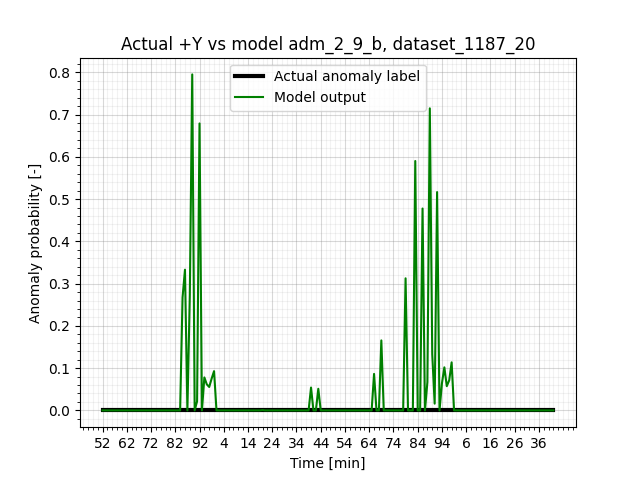 Actual +Y vs model adm_2_9_b, dataset_1187_20
Actual anomaly label
Model output
Anomaly probability [-]
0.8
0.7
0.6
0.5
0.4
0.3
0.2
0.1
0.0
52 62 72 82 92 4 14 24 34 44 54 64 74 84 94 6 16 26 36
Time [min]